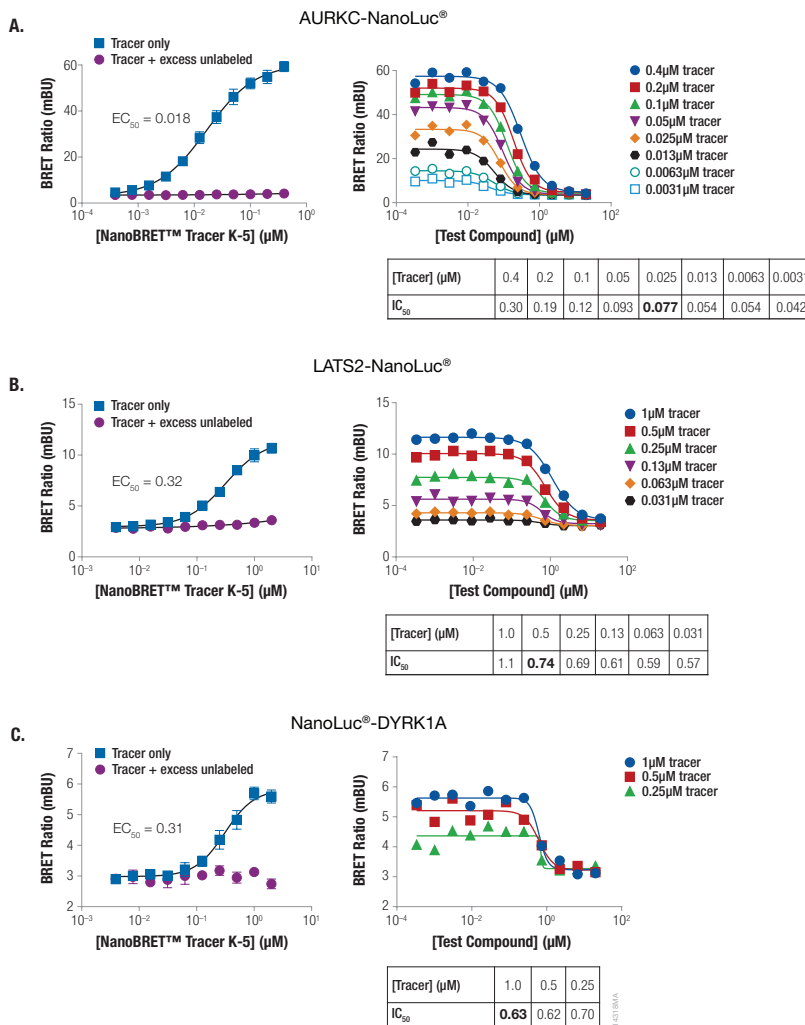 AURKC-NanoLuc®
A.
Tracer only
Tracer + excess unlabeled
BRET Ratio (mBU)
60
40
20
0
EC50 = 0.018
10⁻⁴ 10⁻³ 10⁻² 10⁻¹ 10⁰
[NanoBRET™ Tracer K-5] (µM)
BRET Ratio (mBU)
60
40
20
0
10⁻⁴ 10⁻² 10⁰ 10²
[Test Compound] (µM)
0.4µM tracer
0.2µM tracer
0.1µM tracer
0.05µM tracer
0.025µM tracer
0.013µM tracer
0.0063µM tracer
0.0031µM tracer
[Tracer] (µM) 0.4 0.2 0.1 0.05 0.025 0.013 0.0063 0.0031
IC50 0.30 0.19 0.12 0.093 0.077 0.054 0.054 0.042
LATS2-NanoLuc®
B.
Tracer only
Tracer + excess unlabeled
BRET Ratio (mBU)
15
10
5
0
EC50 = 0.32
10⁻³ 10⁻² 10⁻¹ 10⁰ 10¹
[NanoBRET™ Tracer K-5] (µM)
BRET Ratio (mBU)
15
10
5
0
10⁻⁴ 10⁻² 10⁰ 10²
[Test Compound] (µM)
1µM tracer
0.5µM tracer
0.25µM tracer
0.13µM tracer
0.063µM tracer
0.031µM tracer
[Tracer] (µM) 1.0 0.5 0.25 0.13 0.063 0.031
IC50 1.1 0.74 0.69 0.61 0.59 0.57
NanoLuc®-DYRK1A
C.
Tracer only
Tracer + excess unlabeled
BRET Ratio (mBU)
7
6
5
4
3
2
EC50 = 0.31
10⁻³ 10⁻² 10⁻¹ 10⁰ 10¹
[NanoBRET™ Tracer K-5] (µM)
BRET Ratio (mBU)
7
6
5
4
3
2
10⁻⁴ 10⁻² 10⁰ 10²
[Test Compound] (µM)
1µM tracer
0.5µM tracer
0.25µM tracer
[Tracer] (µM) 1.0 0.5 0.25
IC50 0.63 0.62 0.70